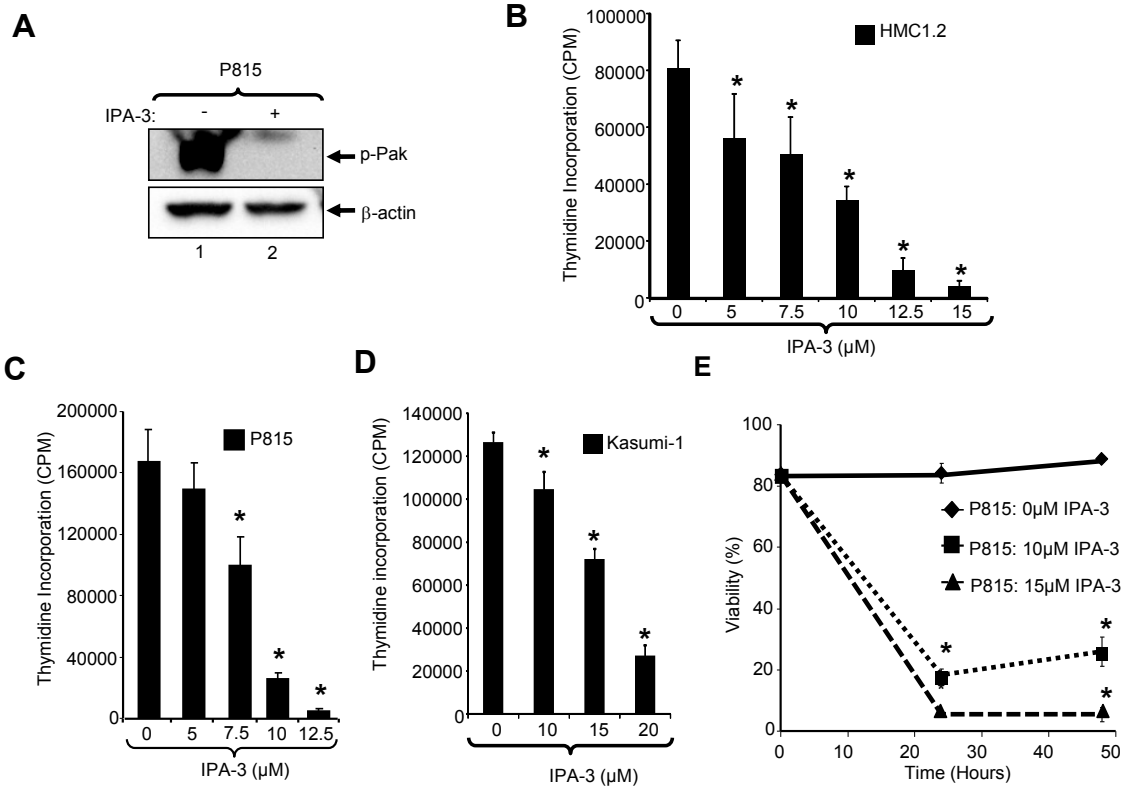 A
P815
IPA-3: - +
p-Pak
β-actin
1 2
B
Thymidine Incorporation (CPM)
100000
80000
60000
40000
20000
0
HMC1.2
* * * * *
0 5 7.5 10 12.5 15
IPA-3 (µM)
C
Thymidine Incorporation (CPM)
200000
160000
120000
80000
40000
0
P815
* * *
0 5 7.5 10 12.5
IPA-3 (µM)
D
Thymidine incorporation (CPM)
140000
120000
100000
80000
60000
40000
20000
0
Kasumi-1
* * *
0 10 15 20
IPA-3 (µM)
E
Viability (%)
100
80
60
40
20
0
P815: 0µM IPA-3
P815: 10µM IPA-3
P815: 15µM IPA-3
* * *
0 10 20 30 40 50
Time (Hours)